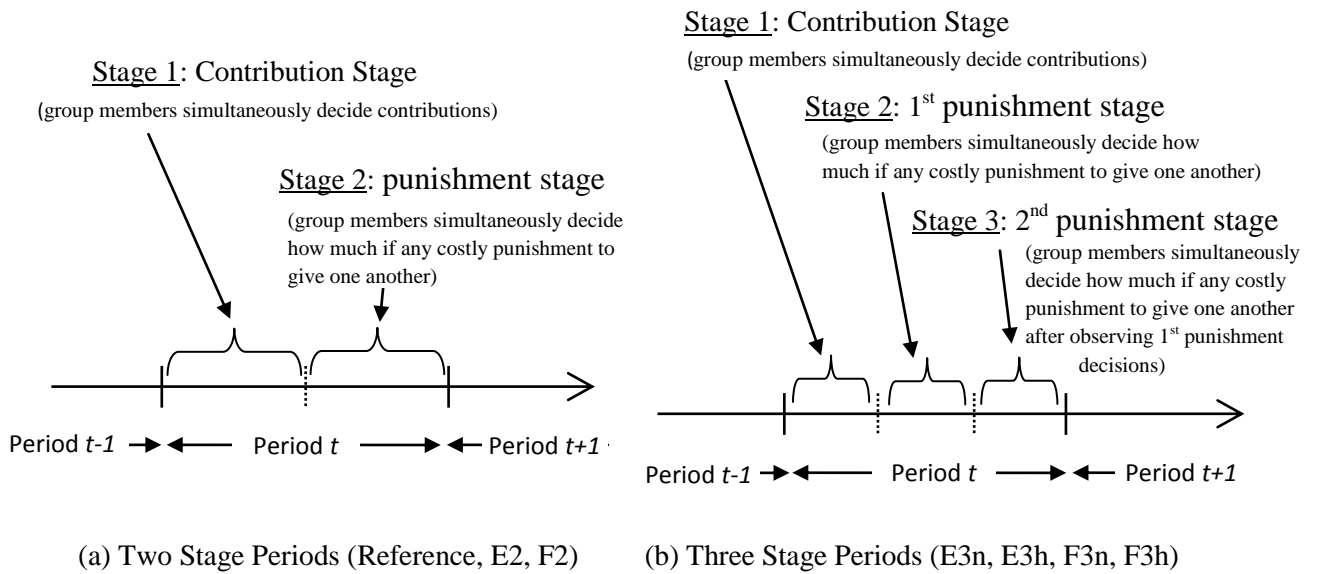 Stage 1: Contribution Stage
(group members simultaneously decide contributions)
Stage 2: punishment stage
(group members simultaneously decide
how much if any costly punishment to
give one another)
Period t-1
Period t
Period t+1
(a) Two Stage Periods (Reference, E2, F2)
Stage 1: Contribution Stage
(group members simultaneously decide contributions)
Stage 2: 1st punishment stage
(group members simultaneously decide how
much if any costly punishment to give one another)
Stage 3: 2nd punishment stage
(group members simultaneously
decide how much if any costly
punishment to give one another
after observing 1st punishment
decisions)
Period t-1
Period t
Period t+1
(b) Three Stage Periods (E3n, E3h, F3n, F3h)